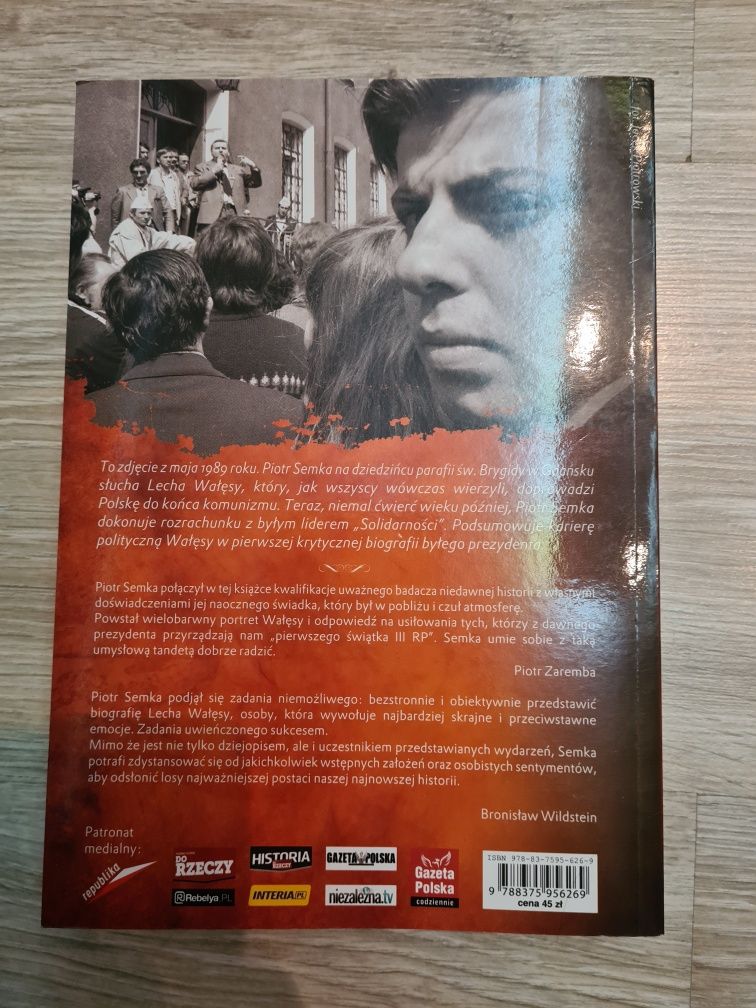 To zdjęcie z maja 1989 roku. Piotr Semka na dziedzińcu parafii św. Brygidy w Gdańsku
słucha Lecha Wałęsy, który, jak wszyscy wówczas wierzyli, doprowadzi
Polskę do końca komunizmu. Teraz, niemal ćwierć wieku później, Piotr Semka
dokonuje rozrachunku z byłym liderem „Solidarności”. Podsumowuje karierę
polityczną Wałęsy w pierwszej krytycznej biografii byłego prezydenta.
Piotr Semka połączył w tej książce kwalifikacje uważnego badacza niedawnej historii z własnymi
doświadczeniami jej naocznego świadka, który był w pobliżu i czuł atmosferę.
Powstał wielobarwny portret Wałęsy i odpowiedź na usiłowania tych, którzy z dawnego
prezydenta przyrządzają nam „pierwszego świątka III RP”. Semka umie sobie z taką
umysłową tandetą dobrze radzić.
Piotr Zaremba
Piotr Semka podjął się zadania niemożliwego: bezstronnie i obiektywnie przedstawić
biografię Lecha Wałęsy, osoby, która wywołuje najbardziej skrajne i przeciwstawne
emocje. Zadania uwieńczonego sukcesem.
Mimo że jest nie tylko dziejopisem, ale i uczestnikiem przedstawianych wydarzeń, Semka
potrafi zdystansować się od jakichkolwiek wstępnych założeń oraz osobistych sentymentów,
aby odsłonić losy najważniejszej postaci naszej najnowszej historii.
Bronisław Wildstein
Patronat
medialny:
republika
DO
RZECZY
HISTORIA
DO RZECZY
GAZETA POLSKA
Gazeta
Polska
codziennie
Rebelya.PL
INTERIA.PL
niezależna.tv
ISBN 978-83-7595-626-9
9 788375 956269
cena 45 zł